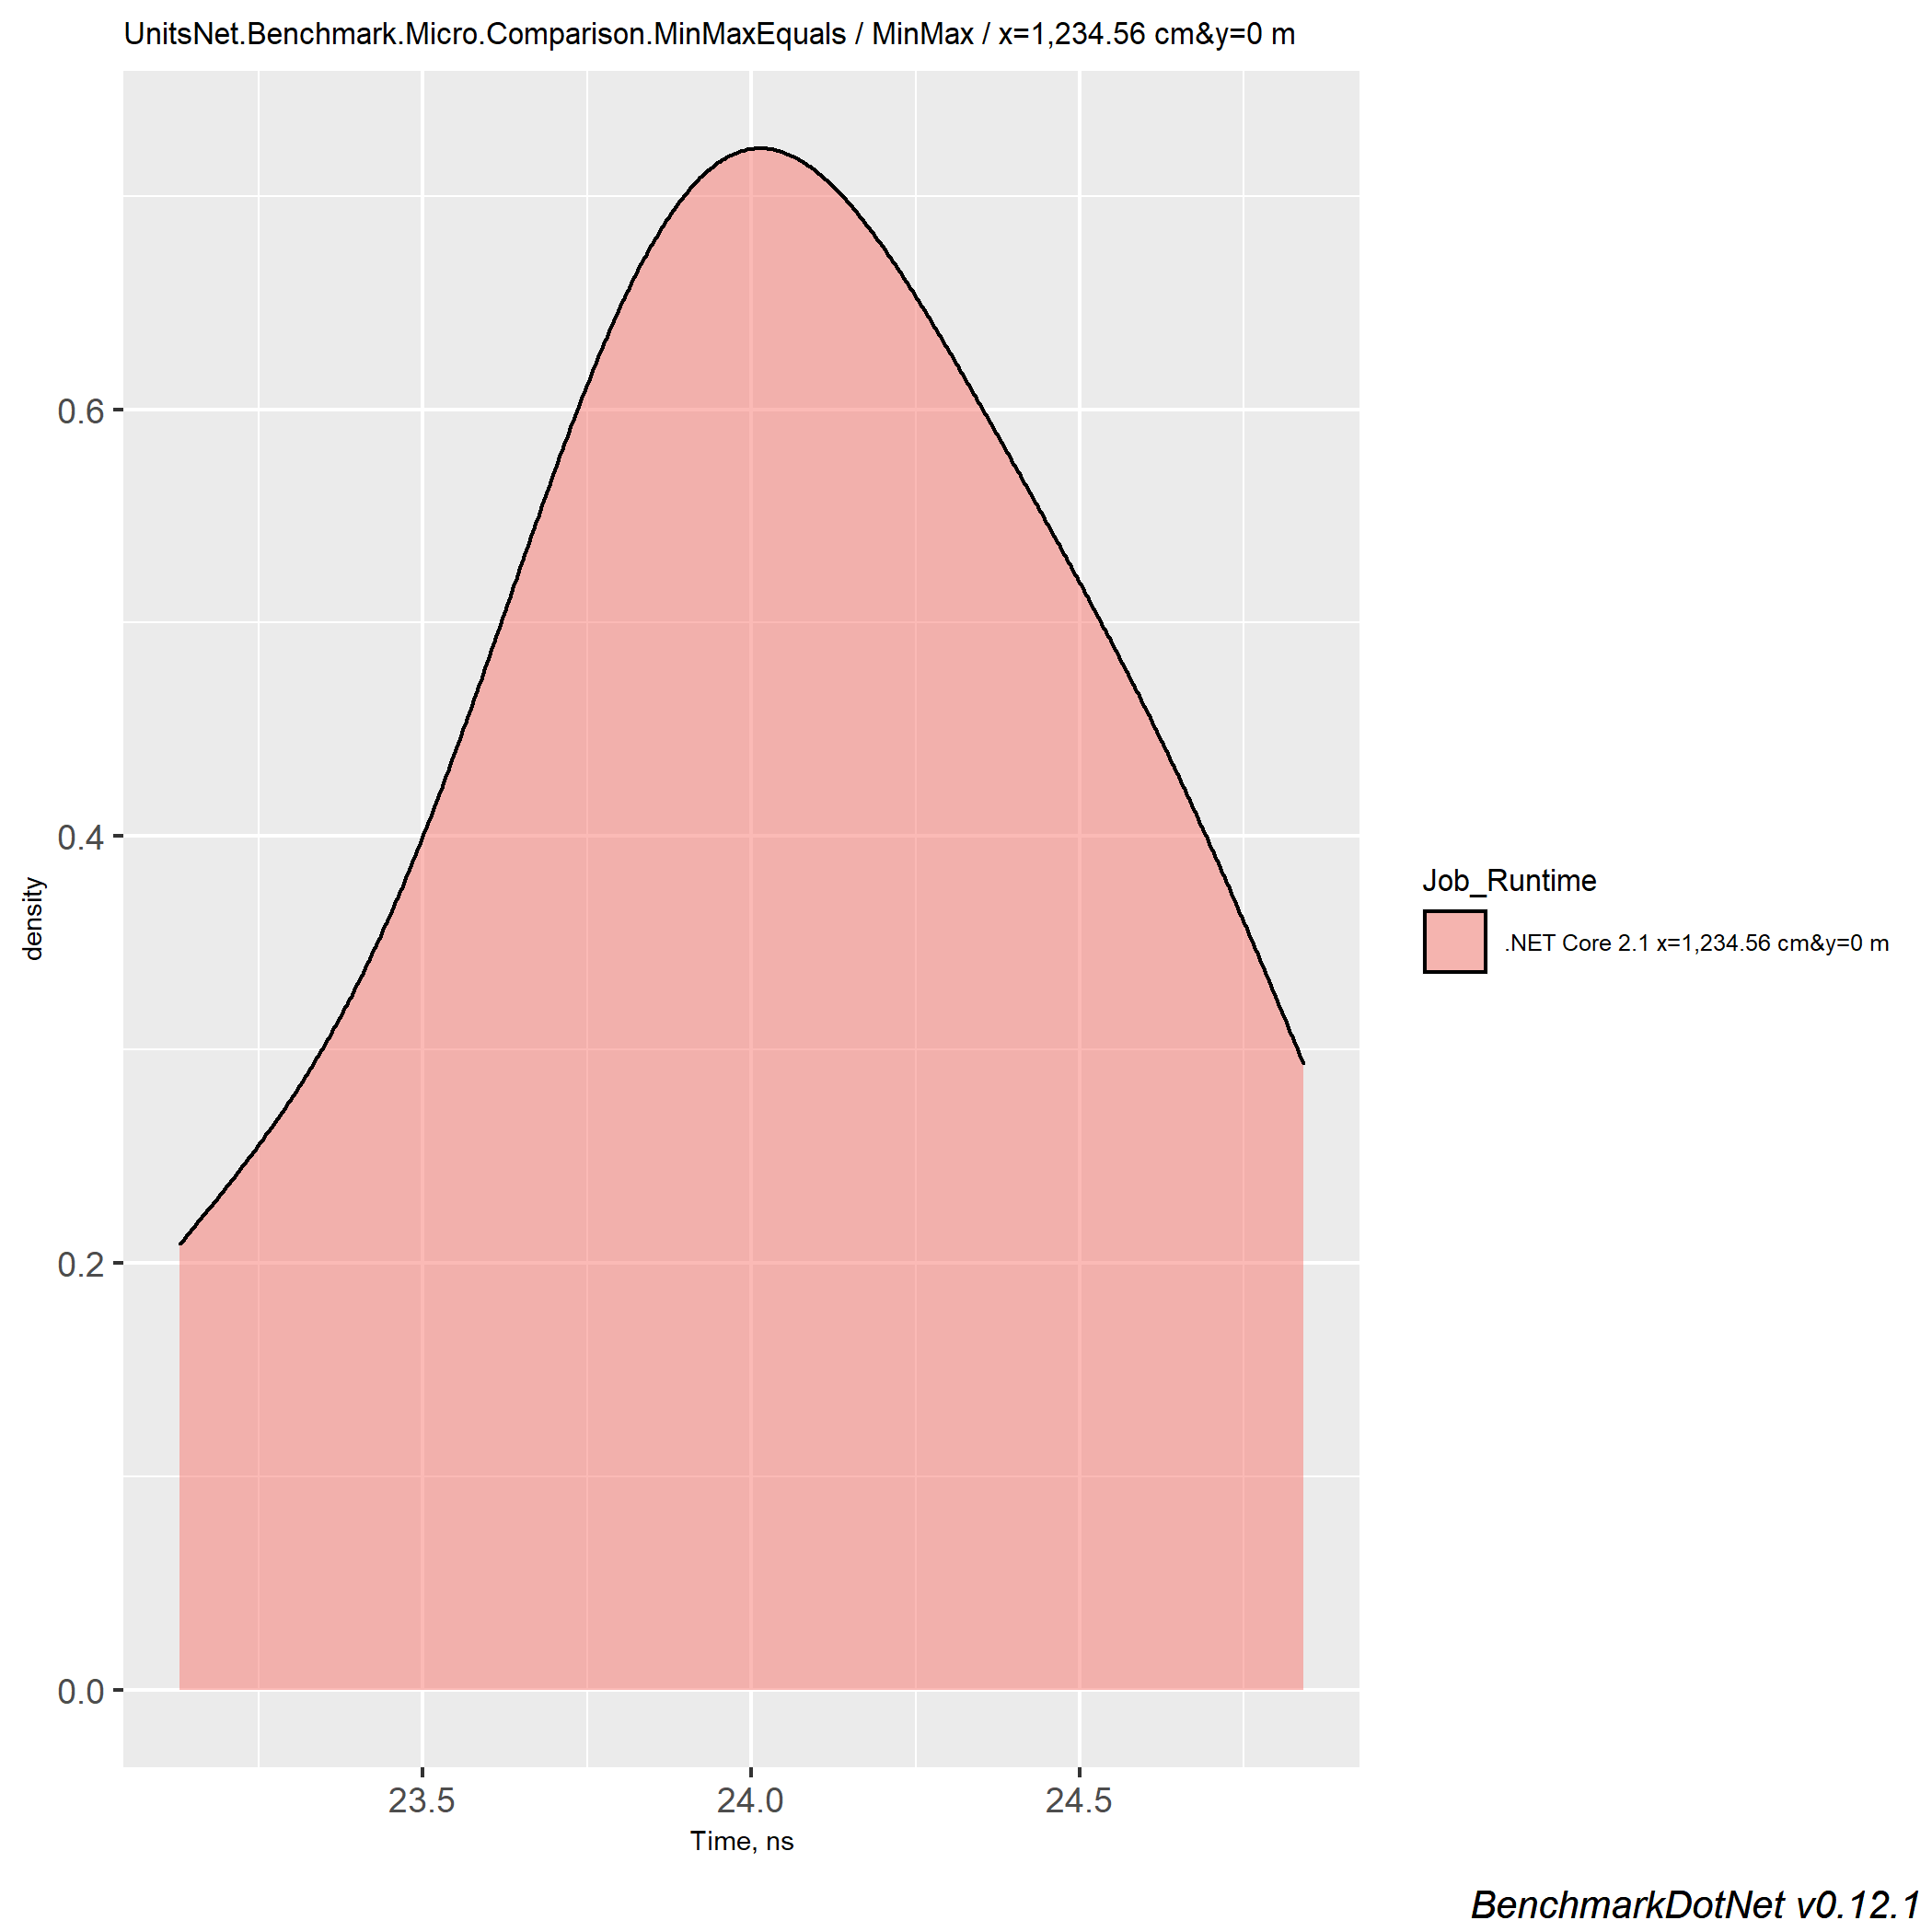 UnitsNet.Benchmark.Micro.Comparison.MinMaxEquals / MinMax / x=1,234.56 cm&y=0 m
density
0.6
0.4
0.2
0.0
23.5 24.0 24.5
Time, ns
Job_Runtime
.NET Core 2.1 x=1,234.56 cm&y=0 m
BenchmarkDotNet v0.12.1